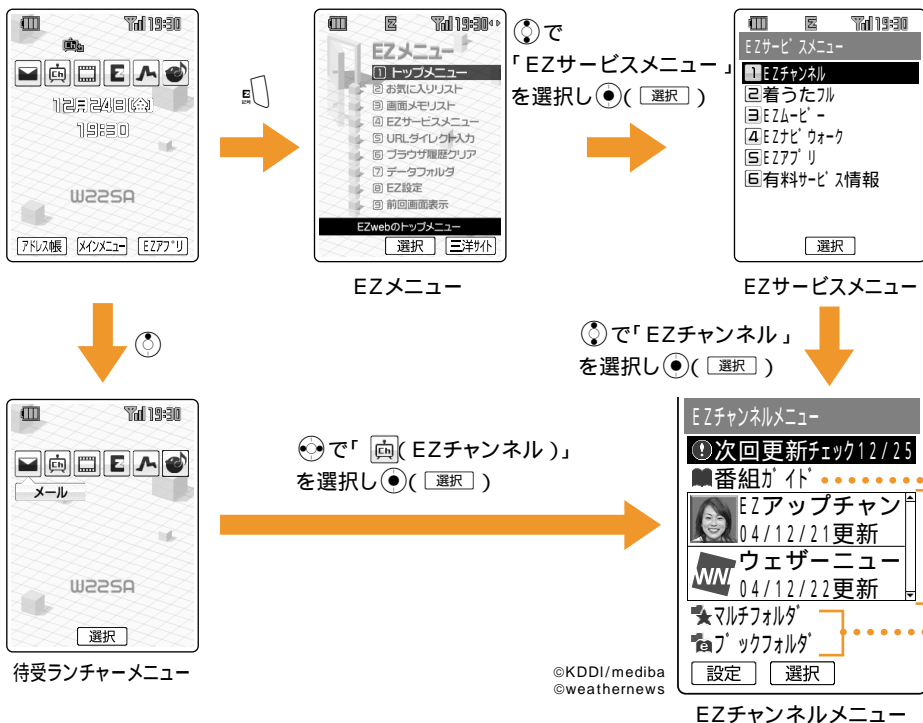 19:30
12月24日(金)
19:30
W22SA
アドレス帳 メインメニュー EZアプリ
19:30
EZメニュー
1 トップメニュー
2 お気に入りリスト
3 画面メモリスト
4 EZサービスメニュー
5 URLダイレクト入力
6 ブラウザ履歴クリア
7 データフォルダ
8 EZ設定
9 前回画面表示
EZwebのトップメニュー
選択 三洋サイト
EZメニュー
で
「EZサービスメニュー」
を選択し(選択)
19:30
EZサービスメニュー
1 EZチャンネル
2 着うたフル
3 EZムービー
4 EZナビウォーク
5 EZアプリ
6 有料サービス情報
選択
EZサービスメニュー
で「EZチャンネル」
を選択し(選択)
19:30
メール
W22SA
選択
待受ランチャーメニュー
で「Ch(EZチャンネル)」
を選択し(選択)
EZチャンネルメニュー
次回更新チェック12/25
番組ガイド
EZアップチャン
04/12/21更新
WN ウェザーニュー
04/12/22更新
マルチフォルダ
ブックフォルダ
設定 選択
©KDDI/mediba
©weathernews
EZチャンネルメニュー